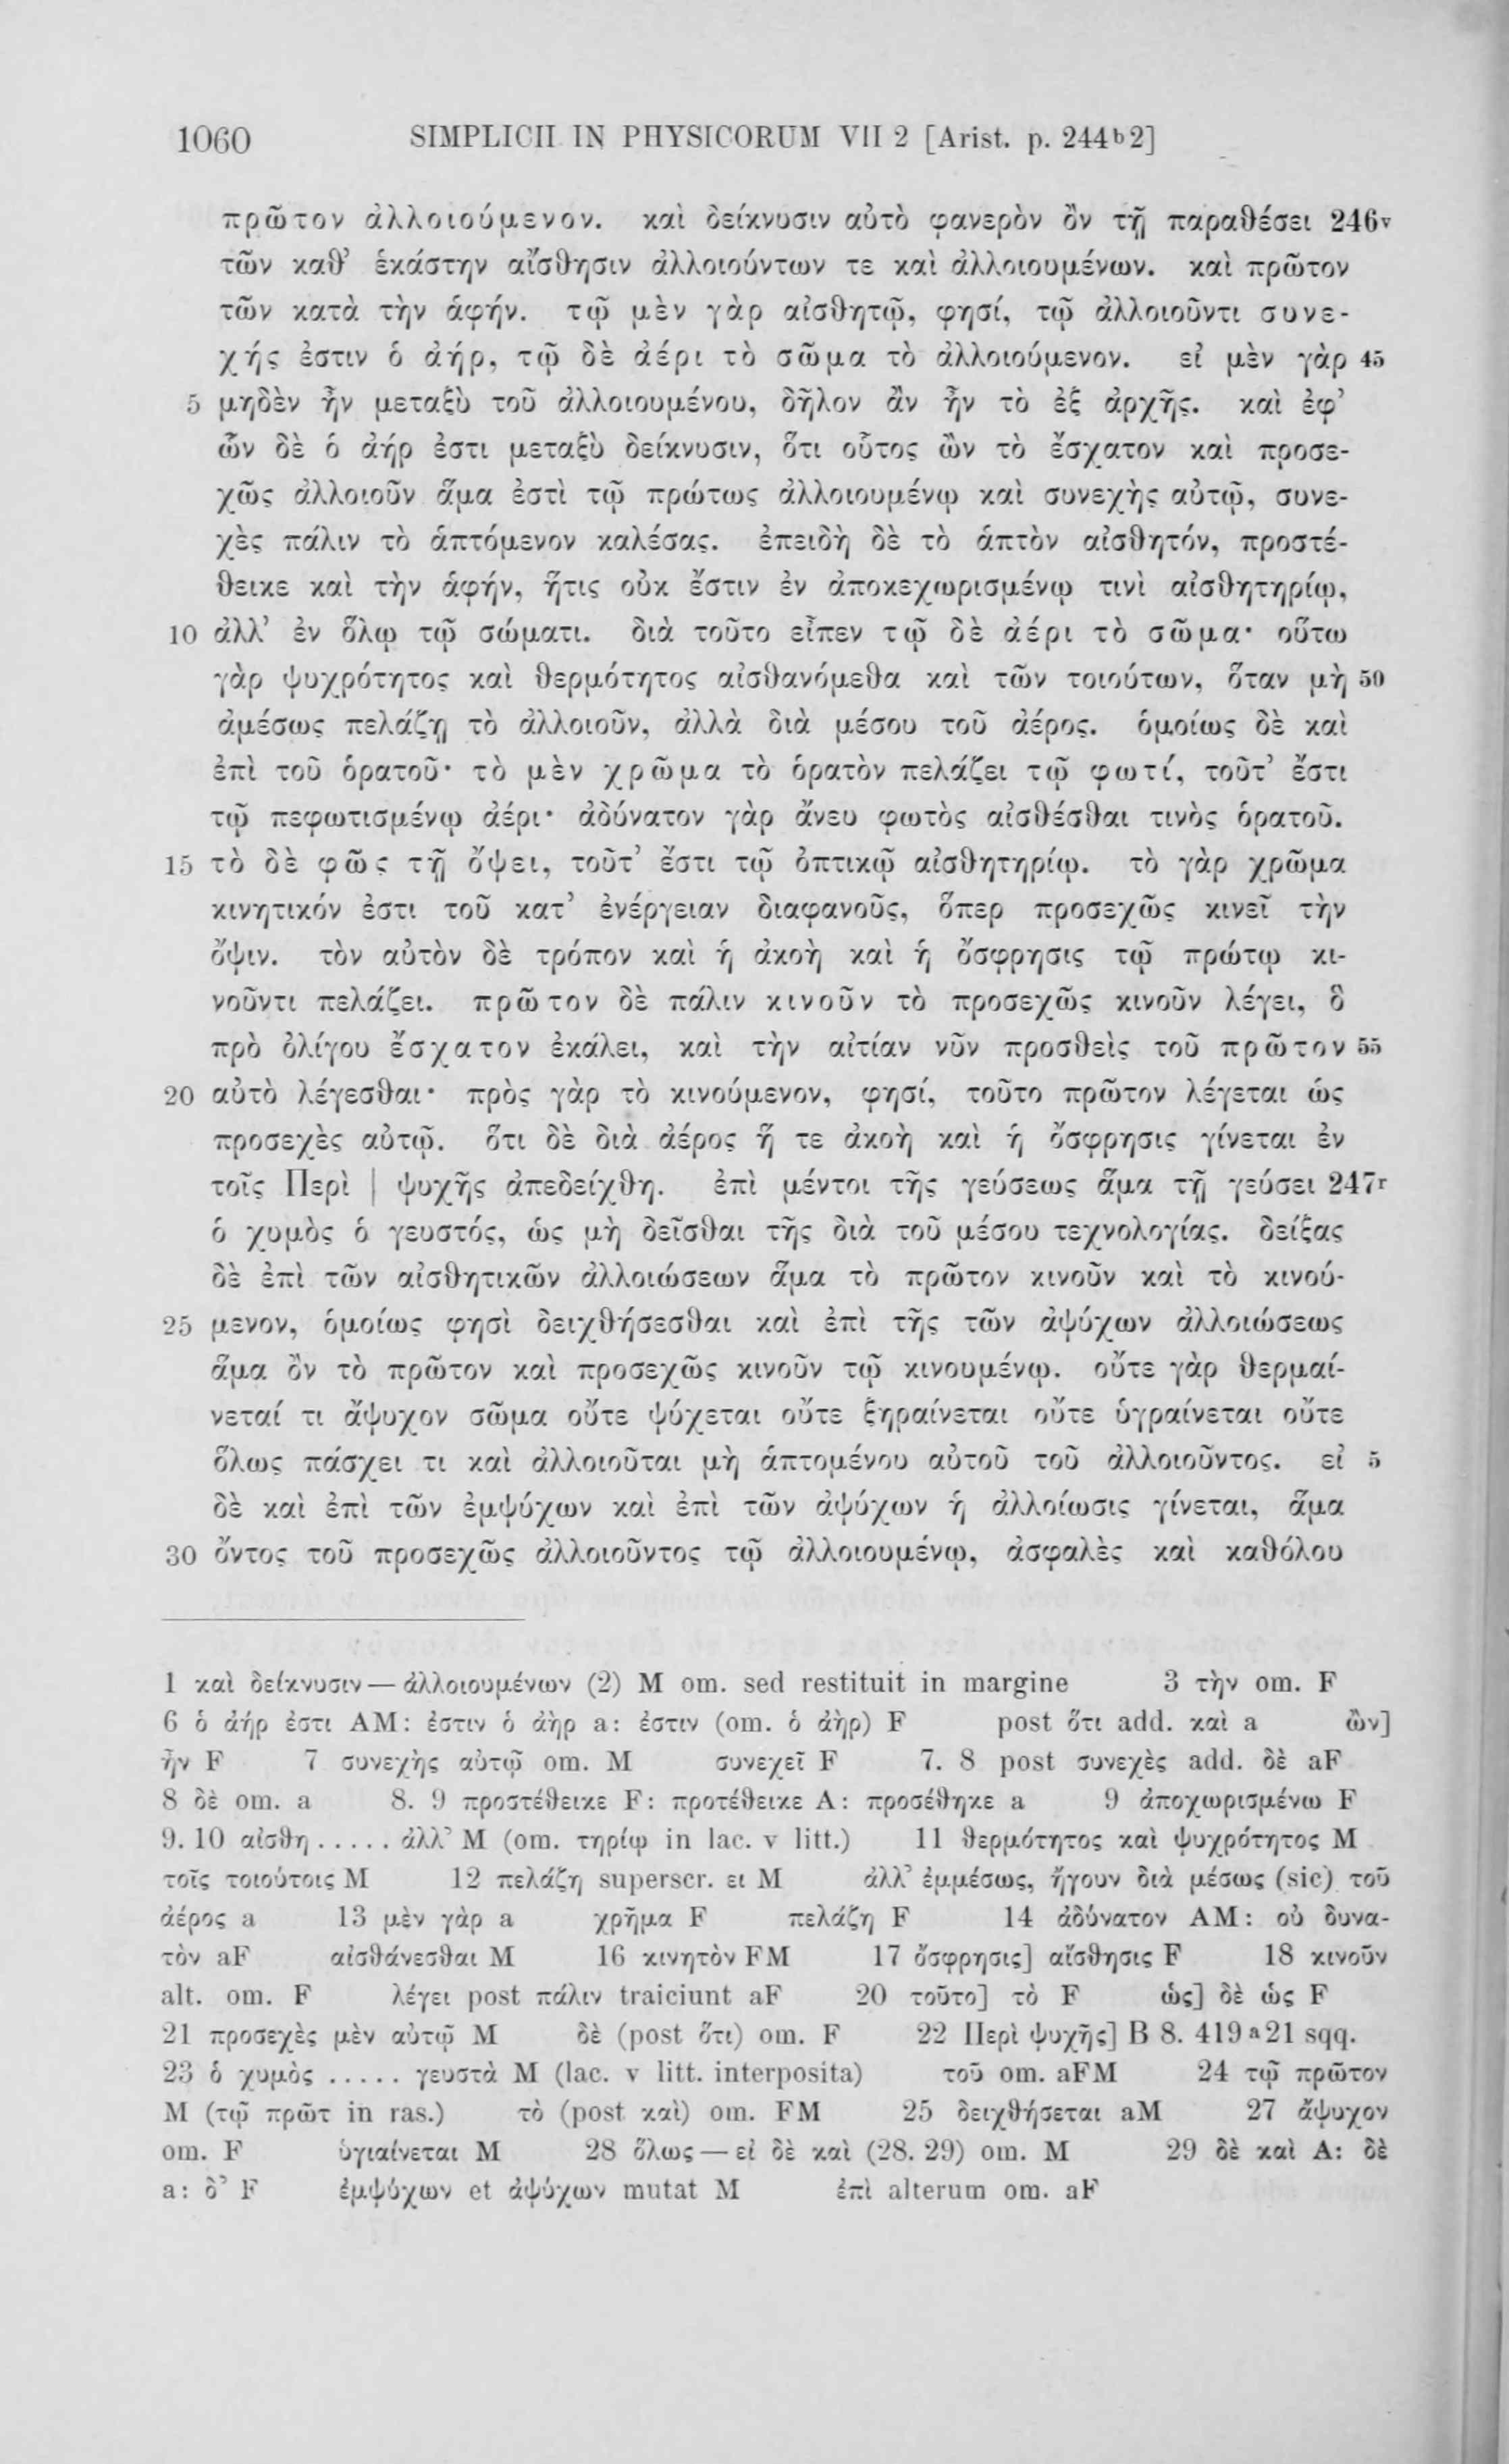 1060 SIMPLICII IN PHYSICORUM VII 2 [Arist. p. 244ᵇ2]
πρῶτον ἀλλοιούμενον. καὶ δείκνυσιν αὐτὸ φανερὸν ὂν τῇ παραθέσει 246ᵛ
τῶν καθ’ ἑκάστην αἴσθησιν ἀλλοιούντων τε καὶ ἀλλοιουμένων. καὶ πρῶτον
τῶν κατὰ τὴν ἁφήν. τῷ μὲν γὰρ αἰσθητῷ, φησί, τῷ ἀλλοιοῦντι συνε-
χής ἐστιν ὁ ἀήρ, τῷ δὲ ἀέρι τὸ σῶμα τὸ ἀλλοιούμενον. εἰ μὲν γὰρ 45
5 μηδὲν ἦν μεταξὺ τοῦ ἀλλοιουμένου, δῆλον ἂν ἦν τὸ ἐξ ἀρχῆς. καὶ ἐφ’
ὧν δὲ ὁ ἀήρ ἐστι μεταξὺ δείκνυσιν, ὅτι οὗτος ὢν τὸ ἔσχατον καὶ προσε-
χῶς ἀλλοιοῦν ἅμα ἐστὶ τῷ πρώτως ἀλλοιουμένῳ καὶ συνεχὴς αὐτῷ, συνε-
χὲς πάλιν τὸ ἁπτόμενον καλέσας. ἐπειδὴ δὲ τὸ ἁπτὸν αἰσθητόν, προστέ-
θεικε καὶ τὴν ἁφήν, ἥτις οὐκ ἔστιν ἐν ἀποκεχωρισμένῳ τινὶ αἰσθητηρίῳ,
10 ἀλλ’ ἐν ὅλῳ τῷ σώματι. διὰ τοῦτο εἶπεν τῷ δὲ ἀέρι τὸ σῶμα· οὕτω
γὰρ ψυχρότητος καὶ θερμότητος αἰσθανόμεθα καὶ τῶν τοιούτων, ὅταν μὴ 50
ἀμέσως πελάζῃ τὸ ἀλλοιοῦν, ἀλλὰ διὰ μέσου τοῦ ἀέρος. ὁμοίως δὲ καὶ
ἐπὶ τοῦ ὁρατοῦ· τὸ μὲν χρῶμα τὸ ὁρατὸν πελάζει τῷ φωτί, τοῦτ’ ἔστι
τῷ πεφωτισμένῳ ἀέρι· ἀδύνατον γὰρ ἄνευ φωτὸς αἰσθέσθαι τινὸς ὁρατοῦ.
15 τὸ δὲ φῶς τῇ ὄψει, τοῦτ’ ἔστι τῷ ὀπτικῷ αἰσθητηρίῳ. τὸ γὰρ χρῶμα
κινητικόν ἐστι τοῦ κατ’ ἐνέργειαν διαφανοῦς, ὅπερ προσεχῶς κινεῖ τὴν
ὄψιν. τὸν αὐτὸν δὲ τρόπον καὶ ἡ ἀκοὴ καὶ ἡ ὄσφρησις τῷ πρώτῳ κι-
νοῦντι πελάζει. πρῶτον δὲ πάλιν κινοῦν τὸ προσεχῶς κινοῦν λέγει, ὃ
πρὸ ὀλίγου ἔσχατον ἐκάλει, καὶ τὴν αἰτίαν νῦν προσθεὶς τοῦ πρῶτον 55
20 αὐτὸ λέγεσθαι· πρὸς γὰρ τὸ κινούμενον, φησί, τοῦτο πρῶτον λέγεται ὡς
προσεχὲς αὐτῷ. ὅτι δὲ διὰ ἀέρος ἥ τε ἀκοὴ καὶ ἡ ὄσφρησις γίνεται ἐν
τοῖς Περὶ | ψυχῆς ἀπεδείχθη. ἐπὶ μέντοι τῆς γεύσεως ἅμα τῇ γεύσει 247ʳ
ὁ χυμὸς ὁ γευστός, ὡς μὴ δεῖσθαι τῆς διὰ τοῦ μέσου τεχνολογίας. δείξας
δὲ ἐπὶ τῶν αἰσθητικῶν ἀλλοιώσεων ἅμα τὸ πρῶτον κινοῦν καὶ τὸ κινού-
25 μενον, ὁμοίως φησὶ δειχθήσεσθαι καὶ ἐπὶ τῆς τῶν ἀψύχων ἀλλοιώσεως
ἅμα ὂν τὸ πρῶτον καὶ προσεχῶς κινοῦν τῷ κινουμένῳ. οὔτε γὰρ θερμαί-
νεταί τι ἄψυχον σῶμα οὔτε ψύχεται οὔτε ξηραίνεται οὔτε ὑγραίνεται οὔτε
ὅλως πάσχει τι καὶ ἀλλοιοῦται μὴ ἁπτομένου αὐτοῦ τοῦ ἀλλοιοῦντος. εἰ 5
δὲ καὶ ἐπὶ τῶν ἐμψύχων καὶ ἐπὶ τῶν ἀψύχων ἡ ἀλλοίωσις γίνεται, ἅμα
30 ὄντος τοῦ προσεχῶς ἀλλοιοῦντος τῷ ἀλλοιουμένῳ, ἀσφαλὲς καὶ καθόλου
1 καὶ δείκνυσιν — ἀλλοιουμένων (2) M om. sed restituit in margine 3 τὴν om. F
6 ὁ ἀήρ ἐστι AM: ἐστιν ὁ ἀὴρ a: ἐστιν (om. ὁ ἀὴρ) F post ὅτι add. καὶ a ὢν]
ἦν F 7 συνεχὴς αὐτῷ om. M συνεχεῖ F 7. 8 post συνεχὲς add. δὲ aF
8 δὲ om. a 8. 9 προστέθεικε F: προτέθεικε A: προσέθηκε a 9 ἀποχωρισμένω F
9. 10 αἰσθη ..... ἀλλ’ M (om. τηρίῳ in lac. v litt.) 11 θερμότητος καὶ ψυχρότητος M
τοῖς τοιούτοις M 12 πελάζη superscr. ει M ἀλλ’ ἐμμέσως, ἤγουν διὰ μέσως (sic) τοῦ
ἀέρος a 13 μὲν γὰρ a χρῆμα F πελάζη F 14 ἀδύνατον AM: οὐ δυνα-
τὸν aF αἰσθάνεσθαι M 16 κινητὸν FM 17 ὄσφρησις] αἴσθησις F 18 κινοῦν
alt. om. F λέγει post πάλιν traiciunt aF 20 τοῦτο] τὸ F ὡς] δὲ ὡς F
21 προσεχὲς μὲν αὐτῷ M δὲ (post ὅτι) om. F 22 Περὶ ψυχῆς] B 8. 419ᵃ21 sqq.
23 ὁ χυμὸς ..... γευστὰ M (lac. v litt. interposita) τοῦ om. aFM 24 τῷ πρῶτον
M (τῷ πρῶτ in ras.) τὸ (post καὶ) om. FM 25 δειχθήσεται aM 27 ἄψυχον
om. F ὑγιαίνεται M 28 ὅλως — εἰ δὲ καὶ (28. 29) om. M 29 δὲ καὶ A: δὲ
a: δ’ F ἐμψύχων et ἀψύχων mutat M ἐπὶ alterum om. aF